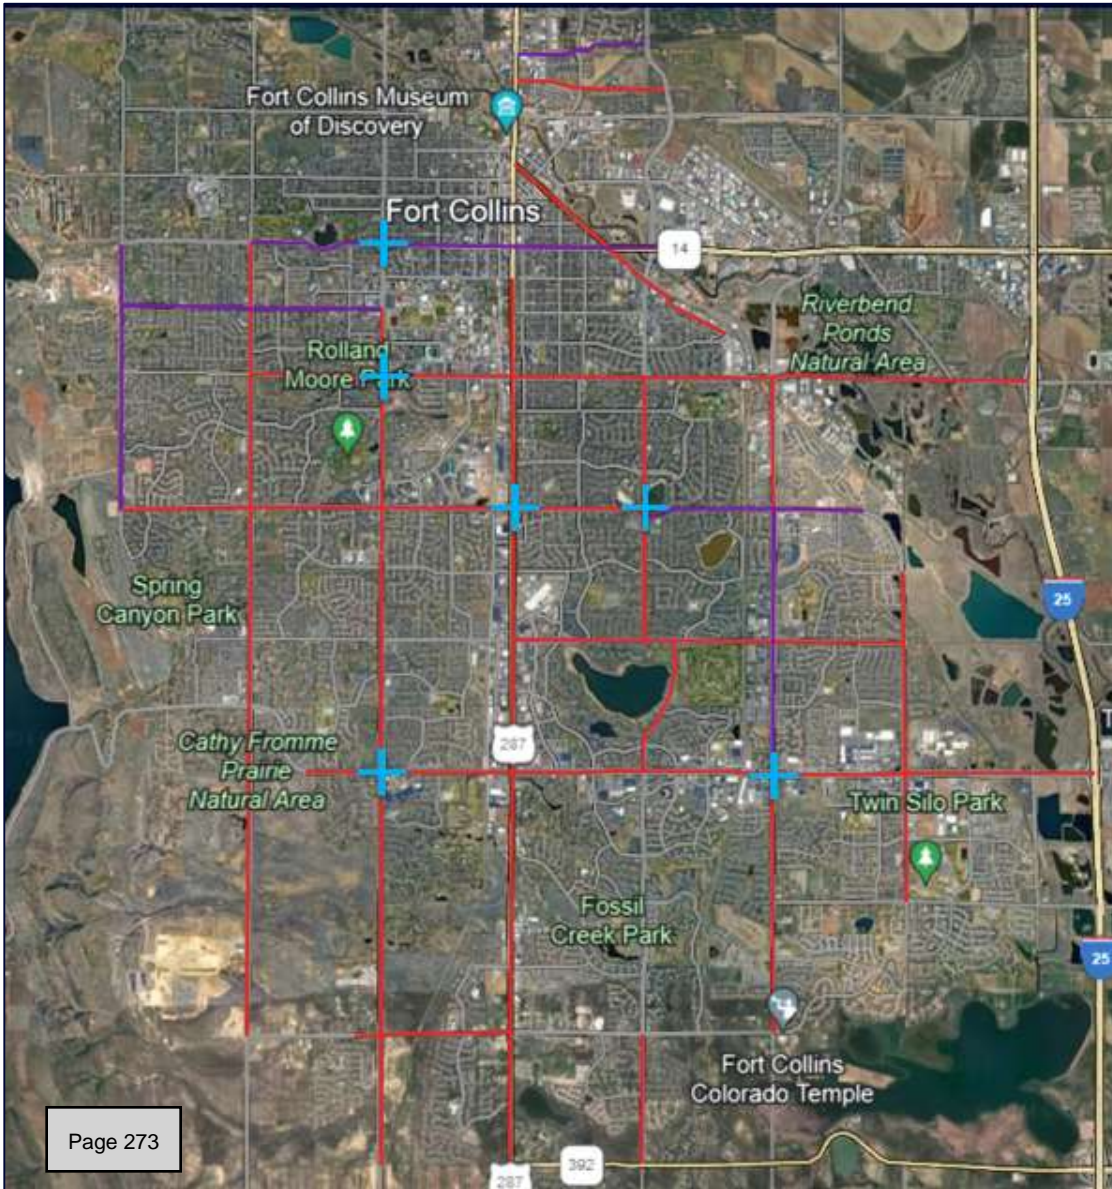 Fort Collins Museum
of Discovery
Fort Collins
14
Riverbend
Ponds
Natural Area
Rolland
Moore Park
Spring
Canyon Park
25
287
Cathy Fromme
Prairie
Natural Area
Twin Silo Park
Fossil
Creek Park
25
Fort Collins
Colorado Temple
Page 273
392
287